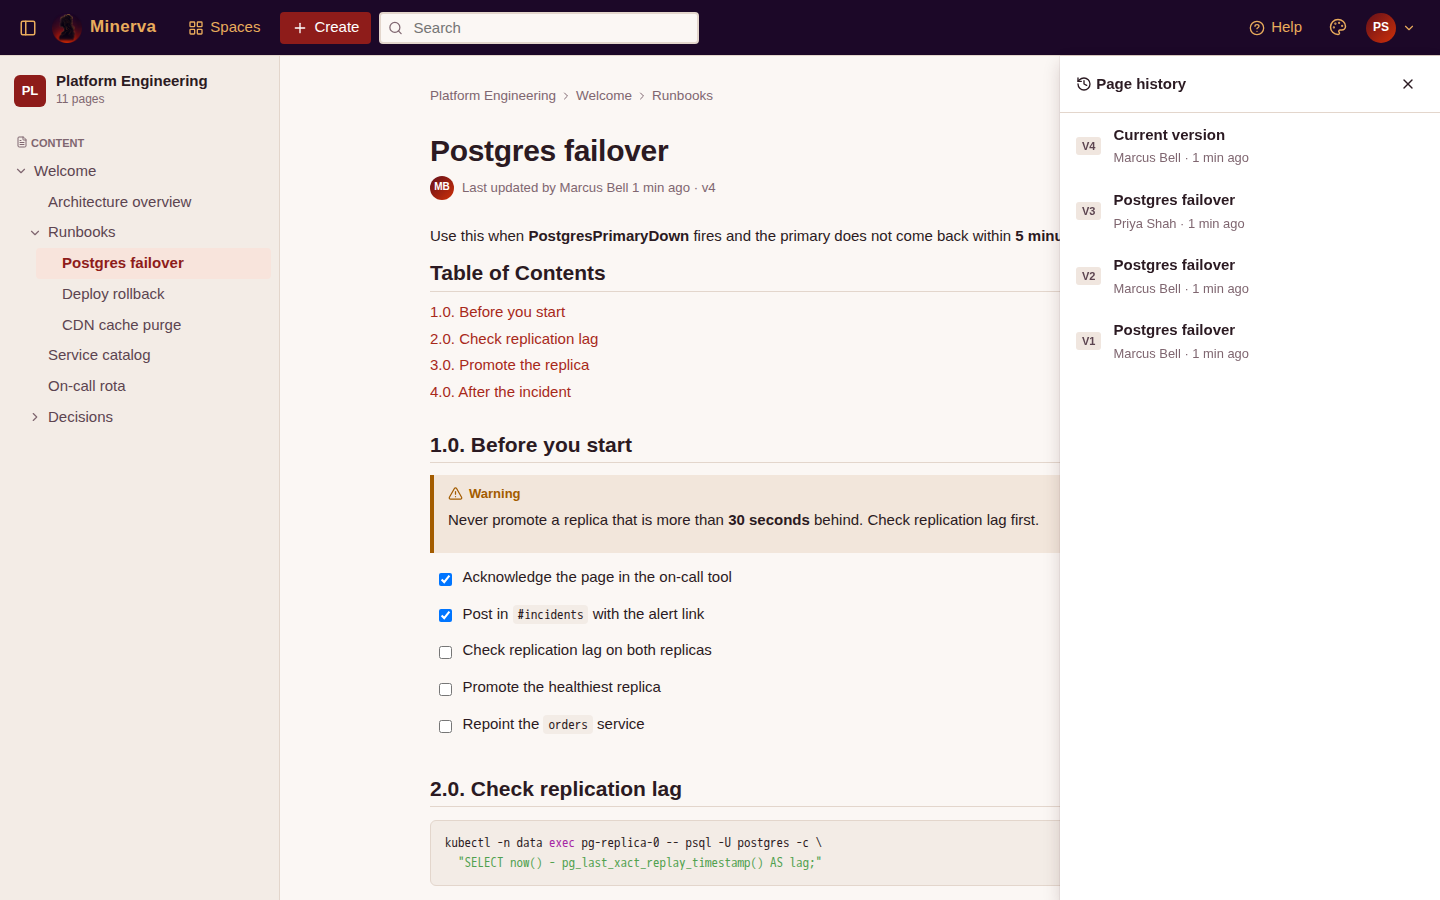 Minerva
Spaces
Create
Search
Help
PS
PL
Platform Engineering
11 pages
CONTENT
Welcome
Architecture overview
Runbooks
Postgres failover
Deploy rollback
CDN cache purge
Service catalog
On-call rota
Decisions
Platform Engineering
Welcome
Runbooks
Postgres failover
MB
Last updated by Marcus Bell 1 min ago · v4
Use this when PostgresPrimaryDown fires and the primary does not come back within 5
Table of Contents
1.0. Before you start
2.0. Check replication lag
3.0. Promote the replica
4.0. After the incident
1.0. Before you start
Warning
Never promote a replica that is more than 30 seconds behind. Check replication lag first.
Acknowledge the page in the on-call tool
Post in #incidents with the alert link
Check replication lag on both replicas
Promote the healthiest replica
Repoint the orders service
2.0. Check replication lag
kubectl -n data exec pg-replica-0 -- psql -U postgres -c \
"SELECT now() - pg_last_xact_replay_timestamp() AS lag;"
Page history
V4
Current version
Marcus Bell · 1 min ago
V3
Postgres failover
Priya Shah · 1 min ago
V2
Postgres failover
Marcus Bell · 1 min ago
V1
Postgres failover
Marcus Bell · 1 min ago